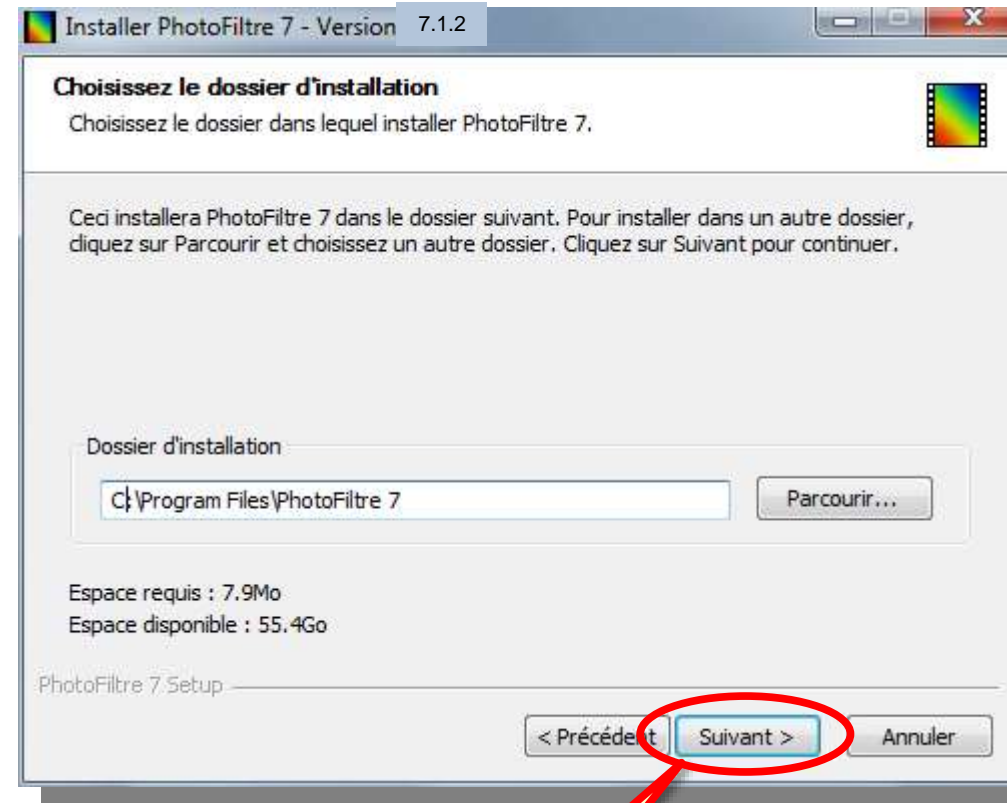 Installer PhotoFiltre 7 - Version 7.1.2
Choisissez le dossier d'installation
Choisissez le dossier dans lequel installer PhotoFiltre 7.
Ceci installera PhotoFiltre 7 dans le dossier suivant. Pour installer dans un autre dossier,
cliquez sur Parcourir et choisissez un autre dossier. Cliquez sur Suivant pour continuer.
Dossier d'installation
C:\Program Files\PhotoFiltre 7
Parcourir...
Espace requis : 7.9Mo
Espace disponible : 55.4Go
PhotoFiltre 7 Setup
< Précédent Suivant > Annuler